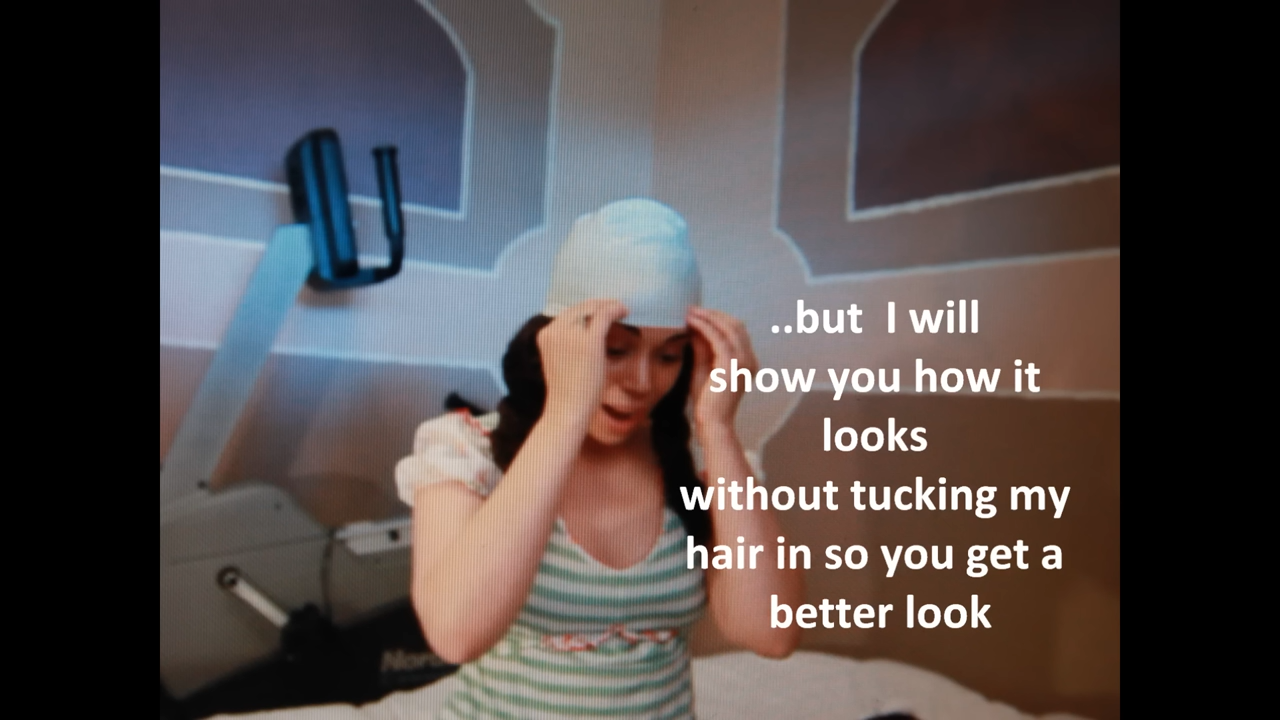 ..but  I will
show you how it
looks
without tucking my
hair in so you get a
better look